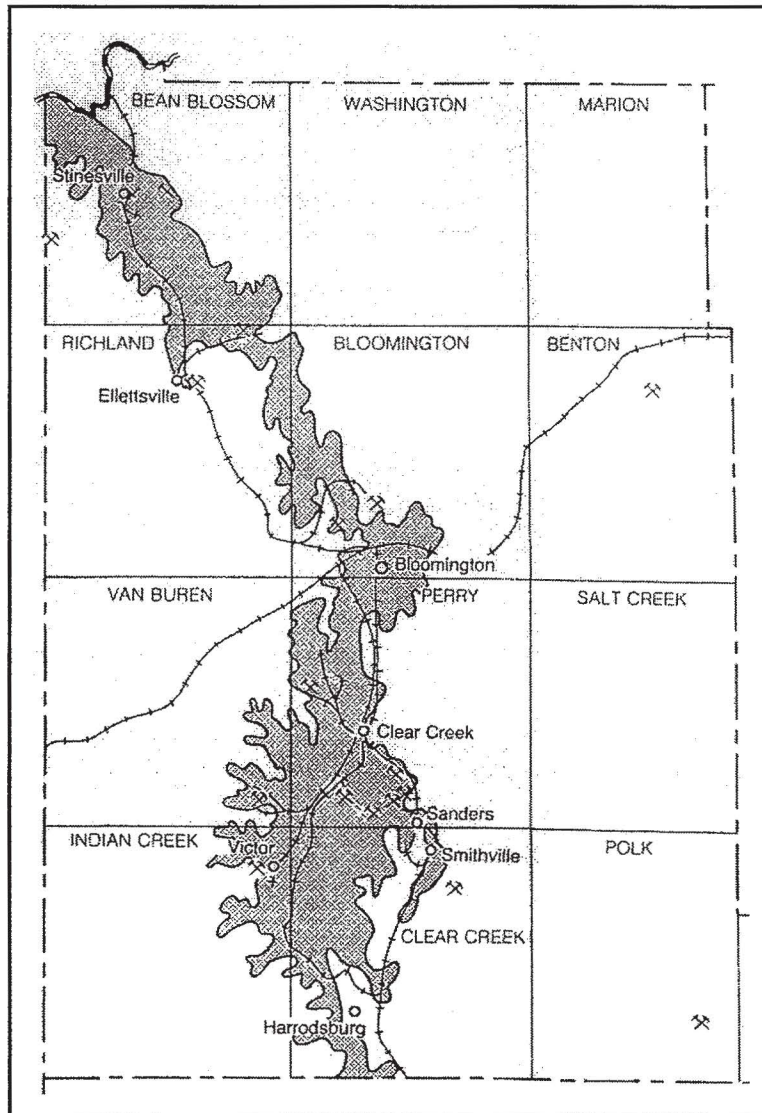 BEAN BLOSSOM
WASHINGTON
MARION
Stinesville
RICHLAND
BLOOMINGTON
BENTON
Ellettsville
Bloomington
VAN BUREN
PERRY
SALT CREEK
Clear Creek
Sanders
INDIAN CREEK
Victor
Smithville
POLK
CLEAR CREEK
Harrodsburg